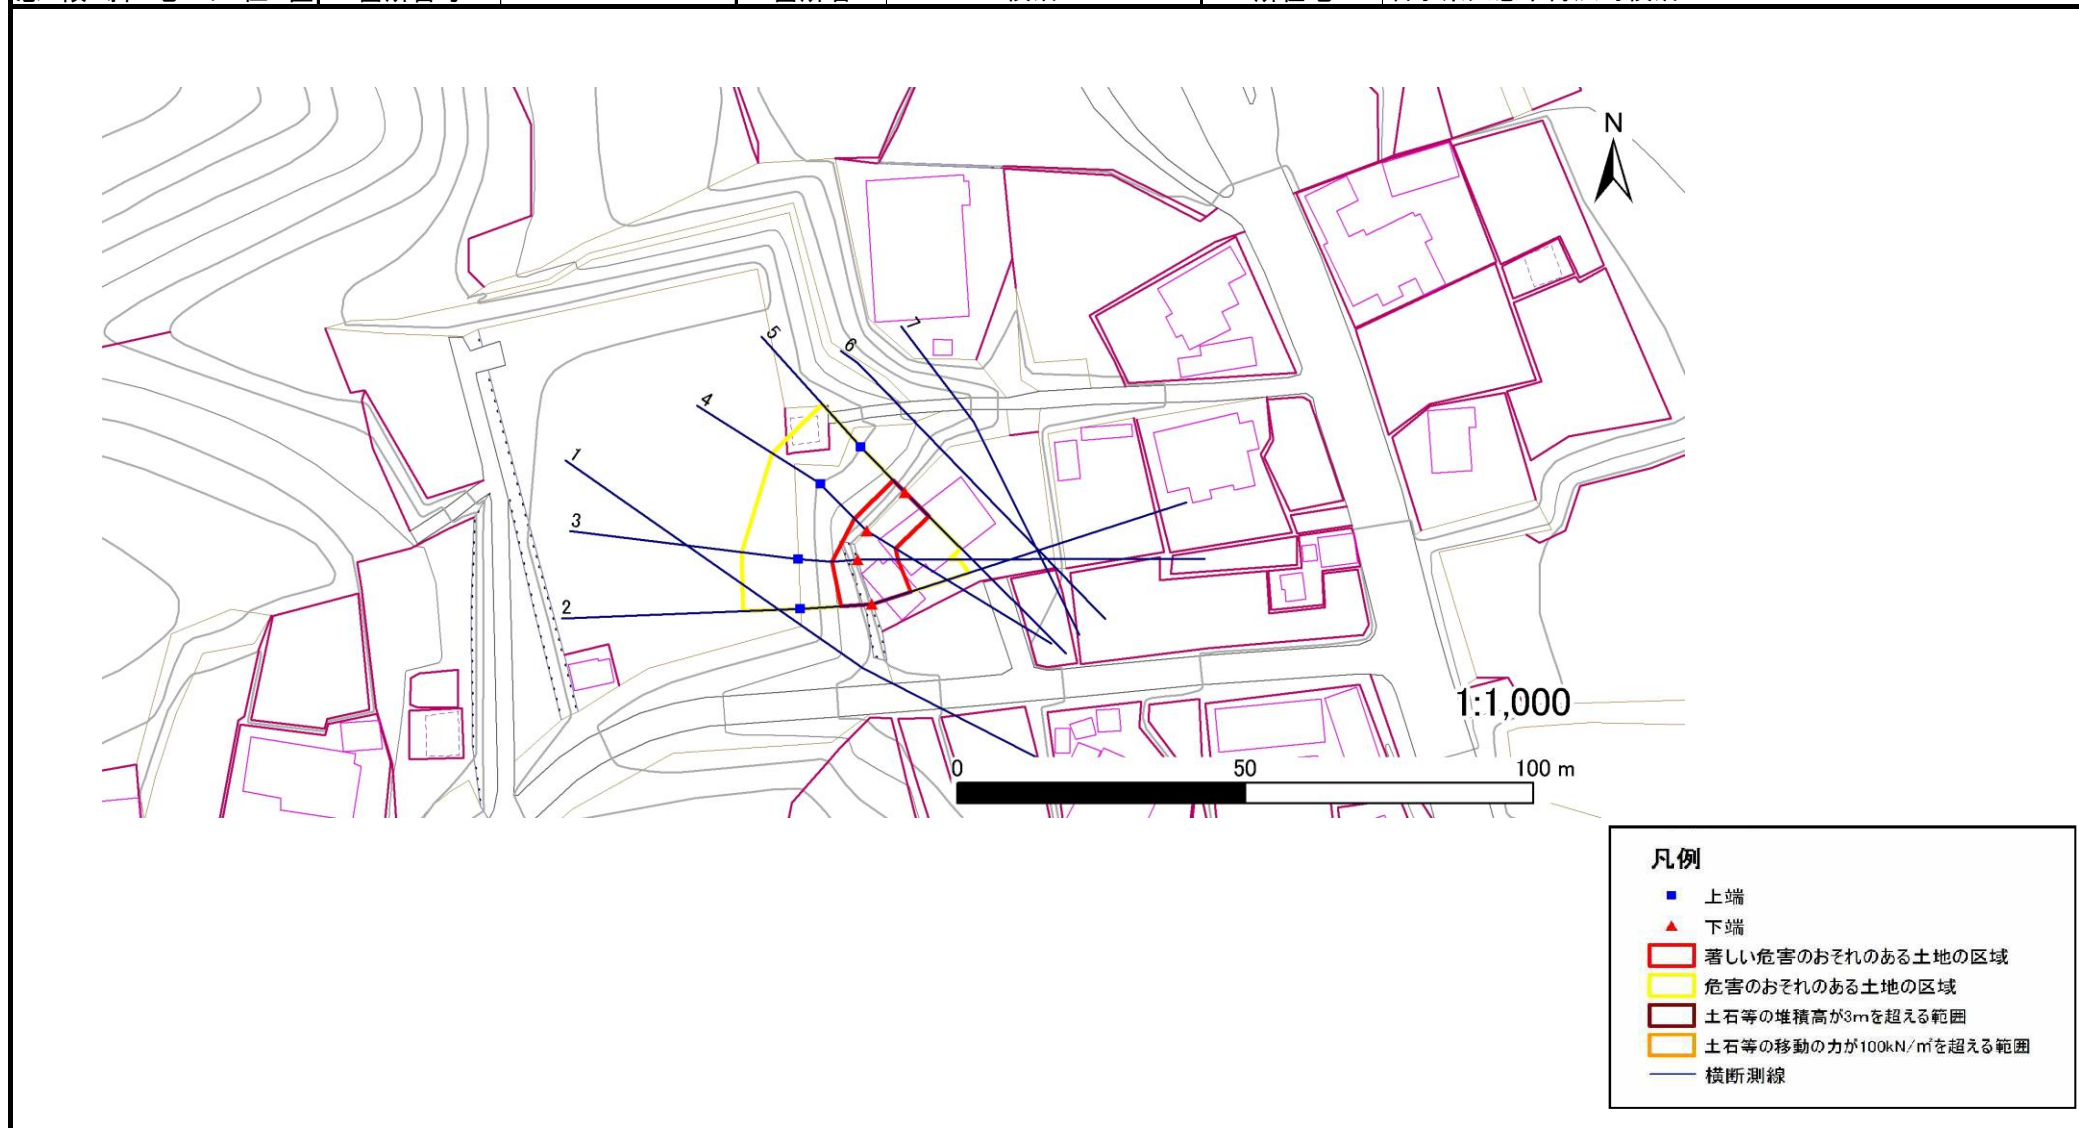 N
7
5
6
4
1
3
2
1:1,000
0 50 100 m
凡例
上端
下端
著しい危害のおそれのある土地の区域
危害のおそれのある土地の区域
土石等の堆積高が3mを超える範囲
土石等の移動の力が100kN/㎡を超える範囲
横断測線